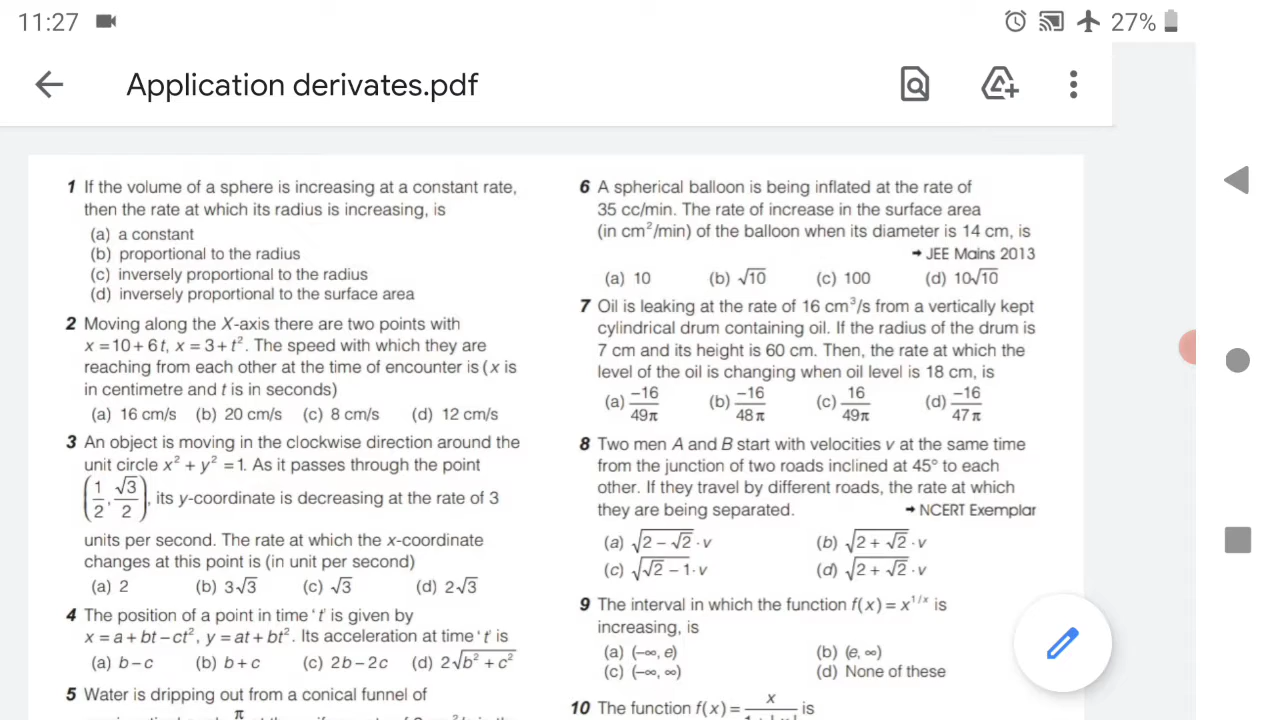 11:27
27%
Application derivates.pdf
1 If the volume of a sphere is increasing at a constant rate,
then the rate at which its radius is increasing, is
(a) a constant
(b) proportional to the radius
(c) inversely proportional to the radius
(d) inversely proportional to the surface area
2 Moving along the X-axis there are two points with
x = 10 + 6t, x = 3 + t². The speed with which they are
reaching from each other at the time of encounter is (x is
in centimetre and t is in seconds)
(a) 16 cm/s (b) 20 cm/s (c) 8 cm/s (d) 12 cm/s
3 An object is moving in the clockwise direction around the
unit circle x² + y² = 1. As it passes through the point
(1/2, √3/2), its y-coordinate is decreasing at the rate of 3
units per second. The rate at which the x-coordinate
changes at this point is (in unit per second)
(a) 2 (b) 3√3 (c) √3 (d) 2√3
4 The position of a point in time ' t' is given by
x = a + bt – ct², y = at + bt². Its acceleration at time ' t' is
(a) b – c (b) b + c (c) 2b – 2c (d) 2√(b² + c²)
5 Water is dripping out from a conical funnel of
6 A spherical balloon is being inflated at the rate of
35 cc/min. The rate of increase in the surface area
(in cm²/min) of the balloon when its diameter is 14 cm, is
→ JEE Mains 2013
(a) 10 (b) √10 (c) 100 (d) 10√10
7 Oil is leaking at the rate of 16 cm³/s from a vertically kept
cylindrical drum containing oil. If the radius of the drum is
7 cm and its height is 60 cm. Then, the rate at which the
level of the oil is changing when oil level is 18 cm, is
(a) –16/49π (b) –16/48π (c) 16/49π (d) –16/47π
8 Two men A and B start with velocities v at the same time
from the junction of two roads inclined at 45° to each
other. If they travel by different roads, the rate at which
they are being separated. → NCERT Exemplar
(a) √(2 – √2) · v (b) √(2 + √2) · v
(c) √(√2 – 1) · v (d) √(2 + √2) · v
9 The interval in which the function f(x) = x^(1/x) is
increasing, is
(a) (–∞, e) (b) (e, ∞)
(c) (–∞, ∞) (d) None of these
10 The function f(x) = x is